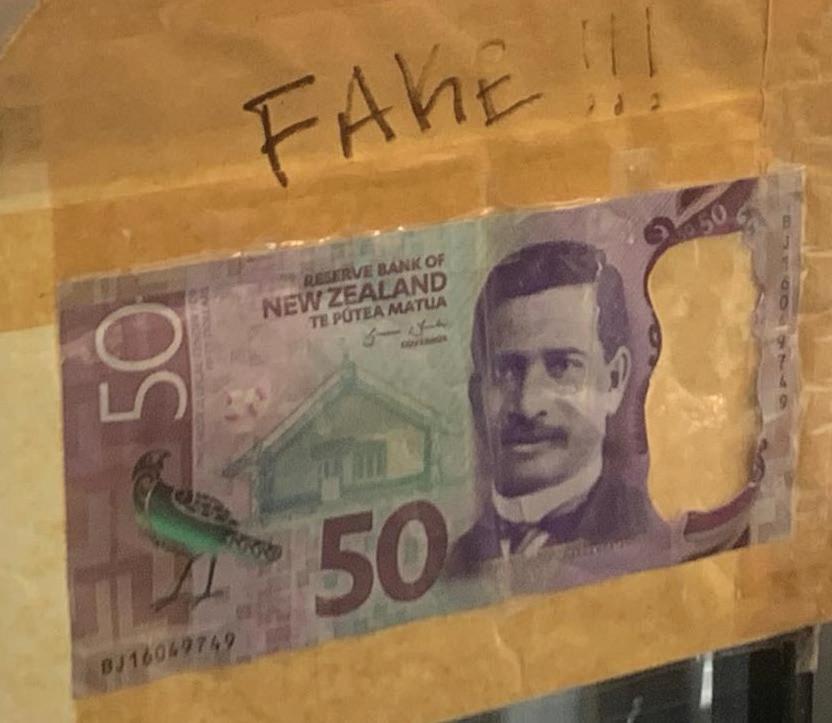 FAKE !!!
50
RESERVE BANK OF
NEW ZEALAND
TE PŪTEA MATUA
GOVERNOR
50
50
BJ16049749
BJ16049749